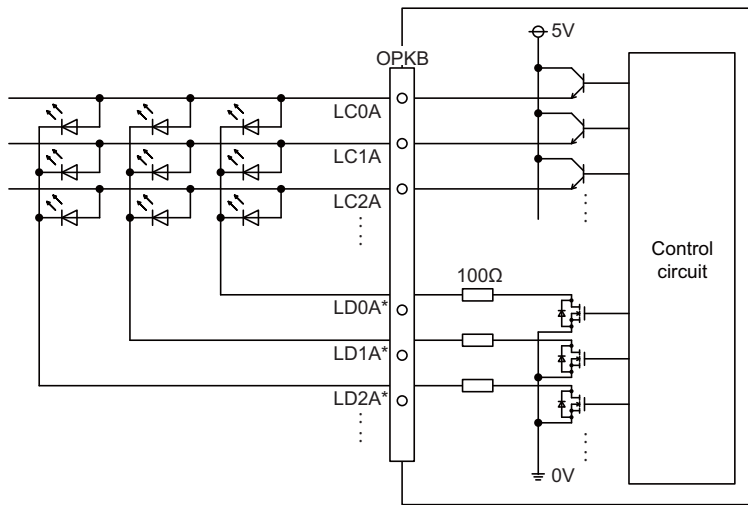 5V
OPKB
LC0A
LC1A
LC2A
Control
circuit
100Ω
LD0A*
LD1A*
LD2A*
0V